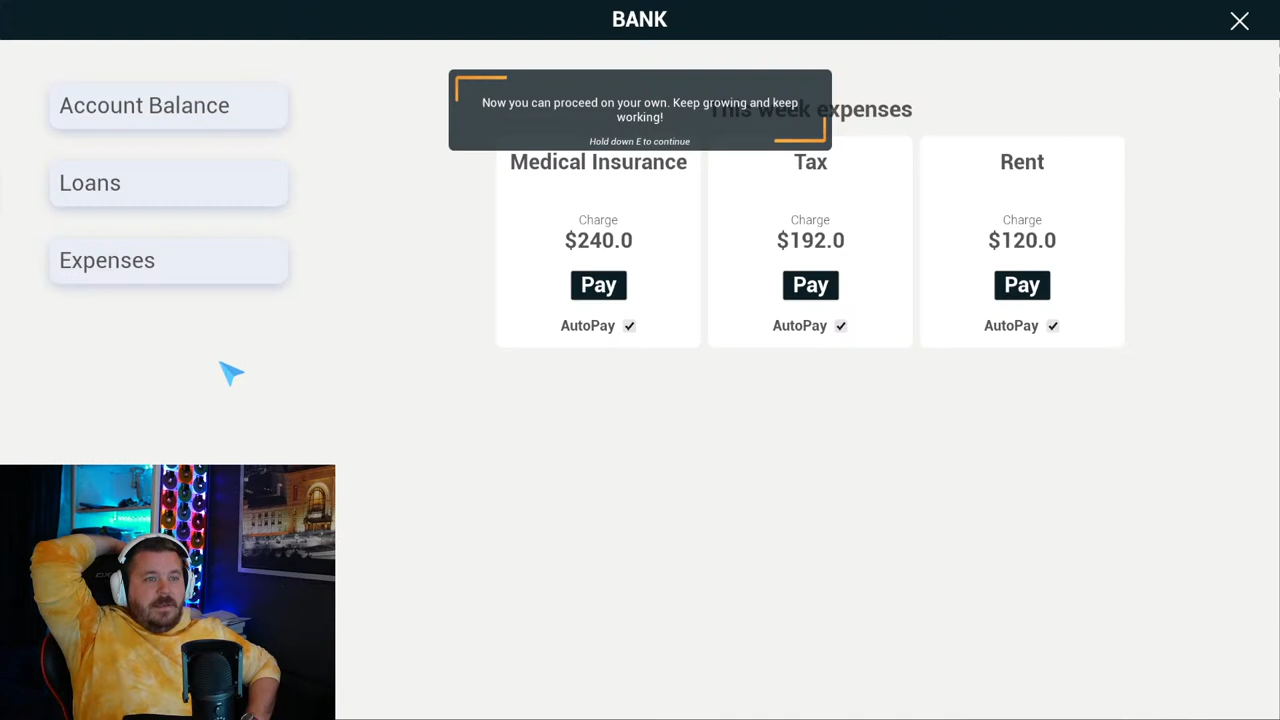 BANK
Account Balance
Loans
Expenses
Now you can proceed on your own. Keep growing and keep
working!
Hold down E to continue
This week expenses
Medical Insurance
Charge
$240.0
Pay
AutoPay
Tax
Charge
$192.0
Pay
AutoPay
Rent
Charge
$120.0
Pay
AutoPay